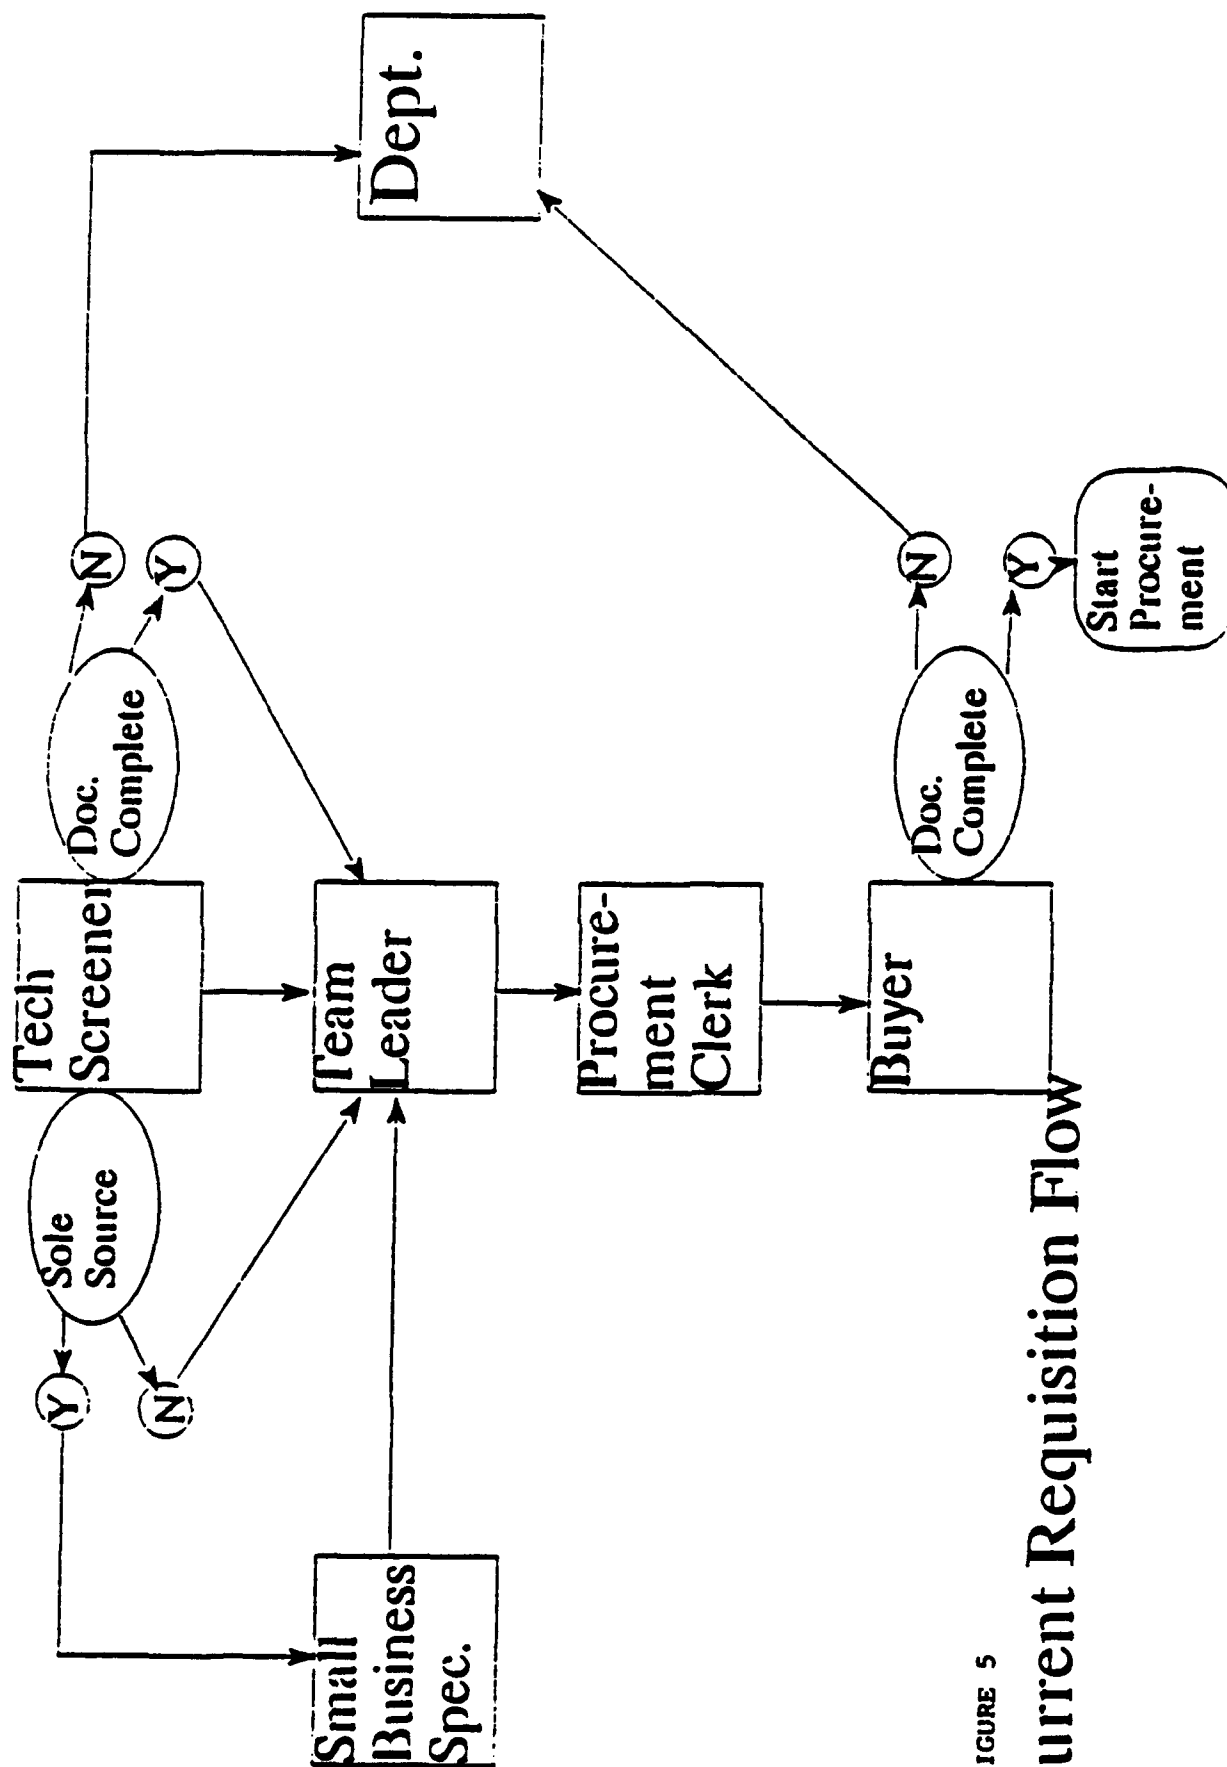 Tech
Screener
Sole
Source
Y
N
Doc.
Complete
N
Y
Small
Business
Spec.
Team
Leader
Dept.
Procure-
ment
Clerk
Buyer
Doc.
Complete
N
Y
Start
Procure-
ment
IGURE 5
urrent Requisition Flow